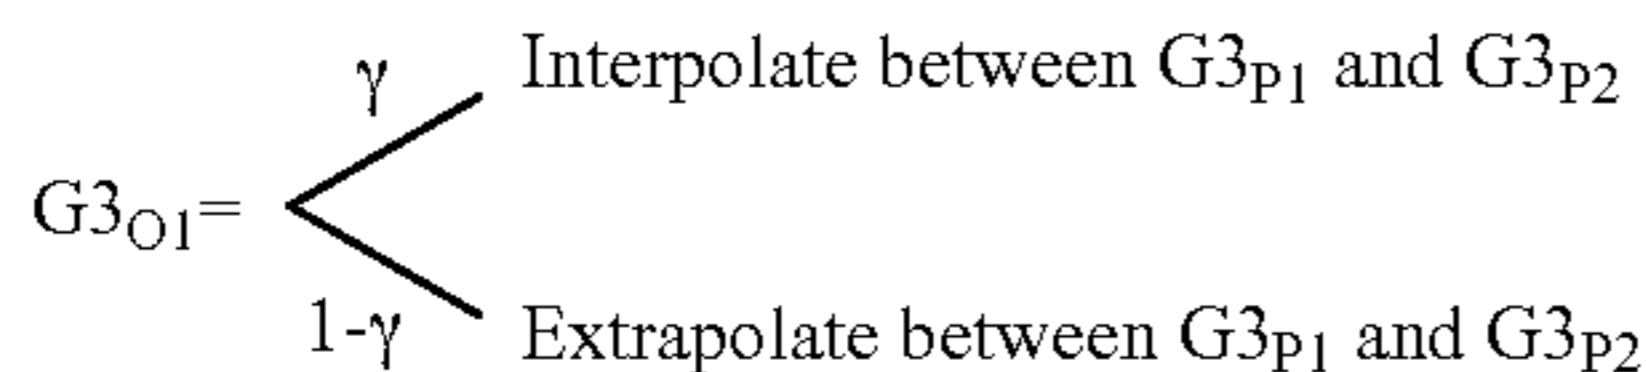 γ Interpolate between G3P1 and G3P2
G3O1=
1-γ Extrapolate between G3P1 and G3P2